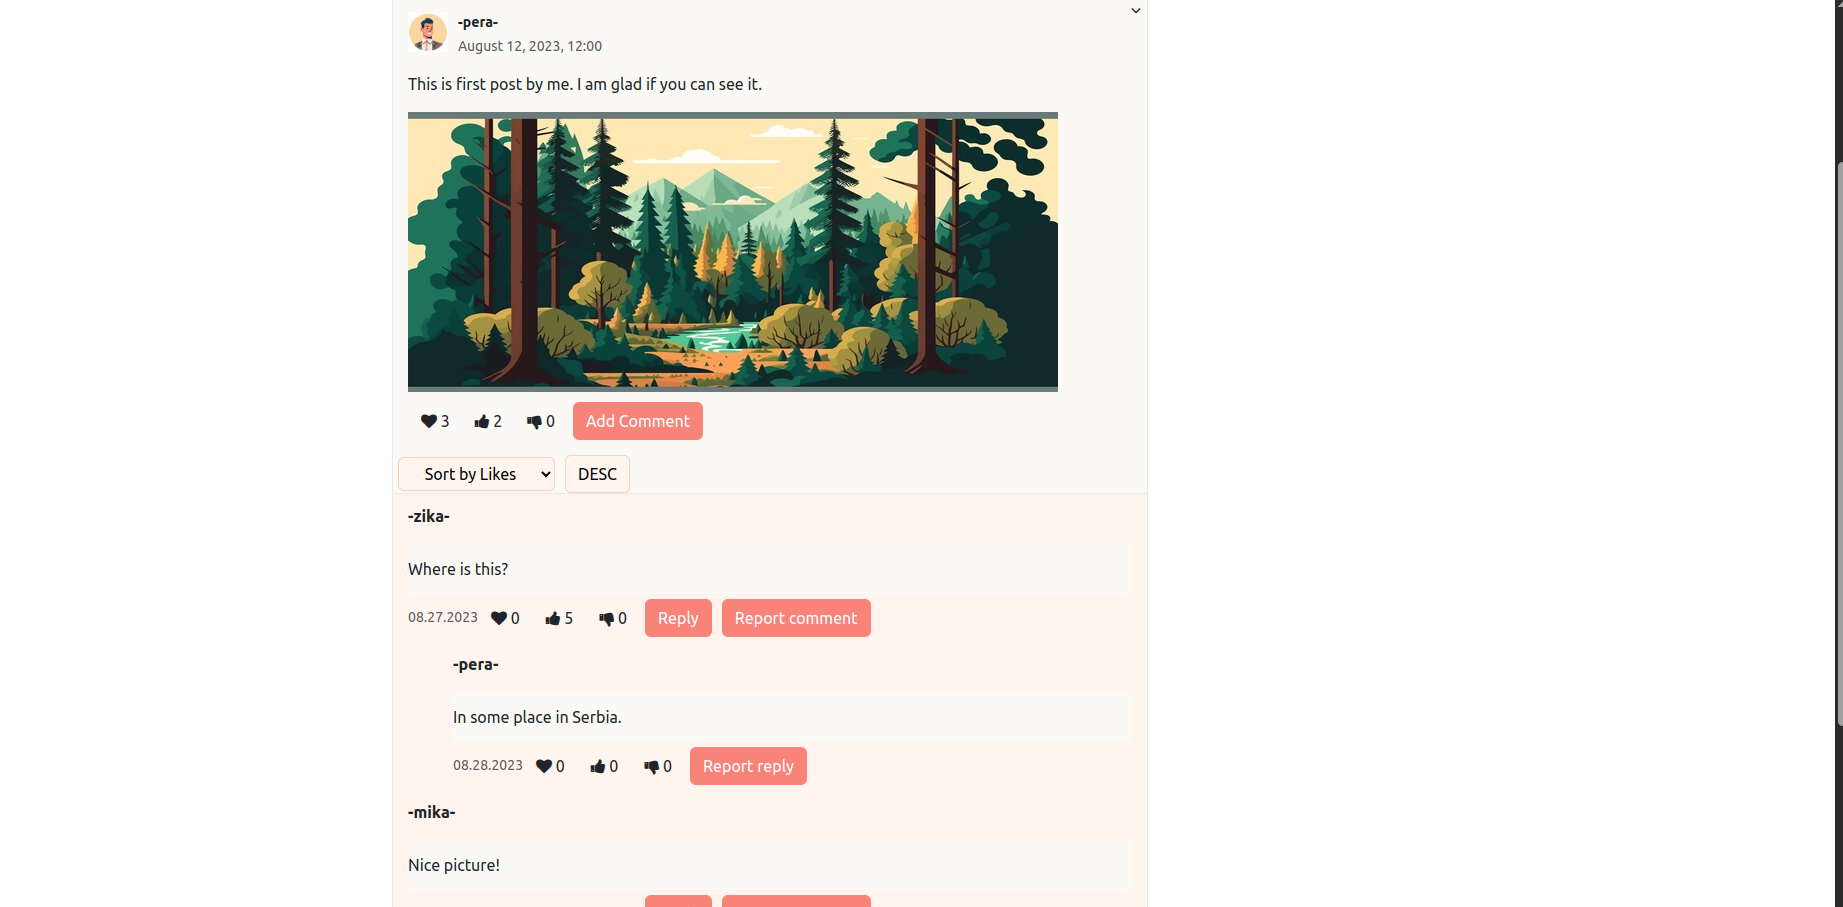 -pera-
August 12, 2023, 12:00
This is first post by me. I am glad if you can see it.
3 2 0 Add Comment
Sort by Likes DESC
-zika-
Where is this?
08.27.2023 0 5 0 Reply Report comment
-pera-
In some place in Serbia.
08.28.2023 0 0 0 Report reply
-mika-
Nice picture!